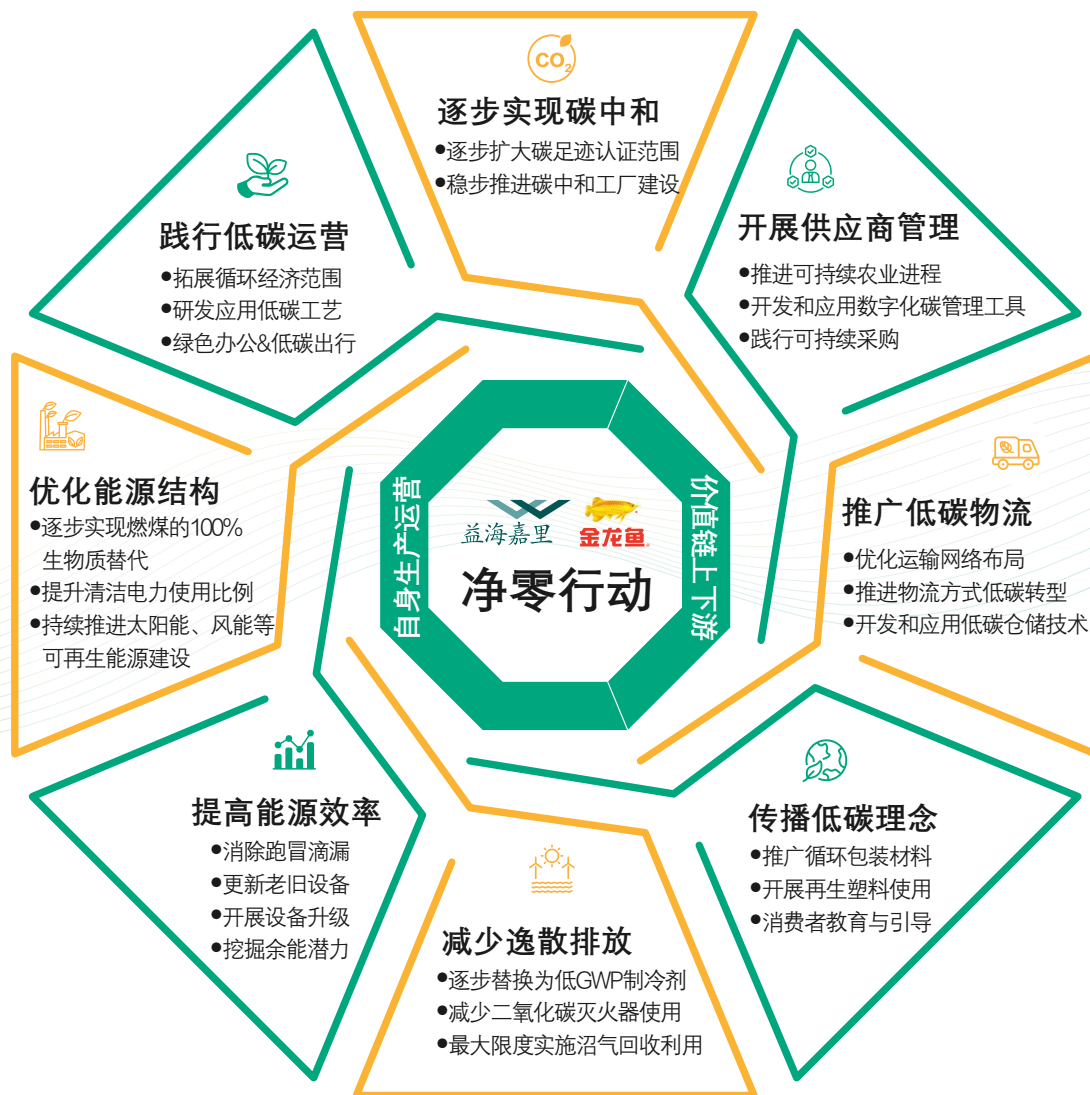 CO2
逐步实现碳中和
●逐步扩大碳足迹认证范围
●稳步推进碳中和工厂建设
践行低碳运营
●拓展循环经济范围
●研发应用低碳工艺
●绿色办公&低碳出行
开展供应商管理
●推进可持续农业进程
●开发和应用数字化碳管理工具
●践行可持续采购
优化能源结构
●逐步实现燃煤的100%
生物质替代
●提升清洁电力使用比例
●持续推进太阳能、风能等
可再生能源建设
自身生产运营
益海嘉里
金龙鱼
净零行动
价值链上下游
推广低碳物流
●优化运输网络布局
●推进物流方式低碳转型
●开发和应用低碳仓储技术
提高能源效率
●消除跑冒滴漏
●更新老旧设备
●开展设备升级
●挖掘余能潜力
减少逸散排放
●逐步替换为低GWP制冷剂
●减少二氧化碳灭火器使用
●最大限度实施沼气回收利用
传播低碳理念
●推广循环包装材料
●开展再生塑料使用
●消费者教育与引导